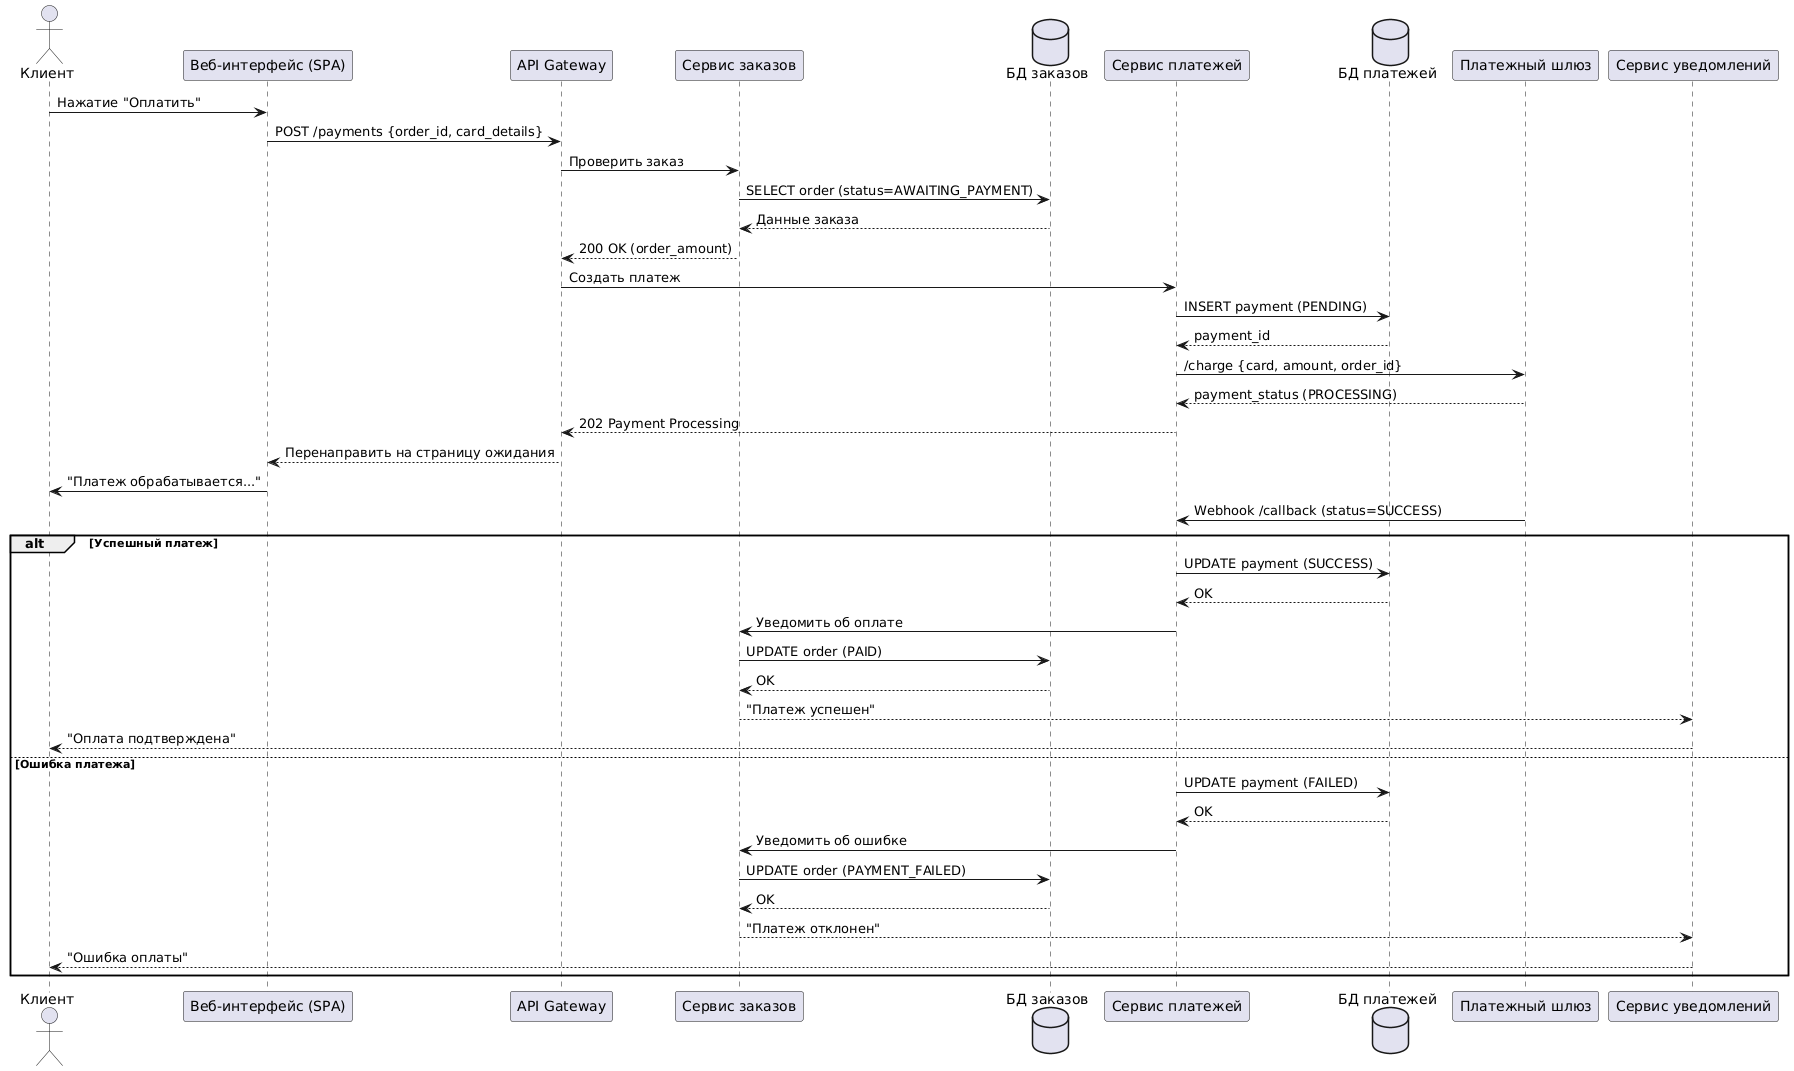 Клиент
Веб-интерфейс (SPA)
API Gateway
Сервис заказов
БД заказов
Сервис платежей
БД платежей
Платежный шлюз
Сервис уведомлений
Нажатие "Оплатить"
POST /payments {order_id, card_details}
Проверить заказ
SELECT order (status=AWAITING_PAYMENT)
Данные заказа
200 OK (order_amount)
Создать платеж
INSERT payment (PENDING)
payment_id
/charge {card, amount, order_id}
payment_status (PROCESSING)
202 Payment Processing
Перенаправить на страницу ожидания
"Платеж обрабатывается..."
Webhook /callback (status=SUCCESS)
alt [Успешный платеж]
UPDATE payment (SUCCESS)
OK
Уведомить об оплате
UPDATE order (PAID)
OK
"Платеж успешен"
"Оплата подтверждена"
[Ошибка платежа]
UPDATE payment (FAILED)
OK
Уведомить об ошибке
UPDATE order (PAYMENT_FAILED)
OK
"Платеж отклонен"
"Ошибка оплаты"
Клиент
Веб-интерфейс (SPA)
API Gateway
Сервис заказов
БД заказов
Сервис платежей
БД платежей
Платежный шлюз
Сервис уведомлений